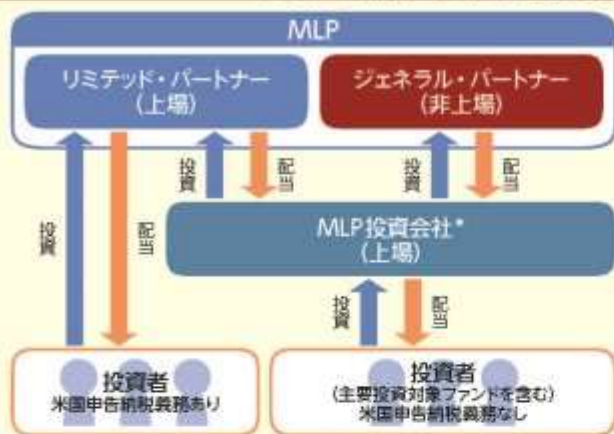 MLP
リミテッド・パートナー
(上場)
ジェネラル・パートナー
(非上場)
投資
配当
投資
配当
投資
配当
MLP投資会社*
(上場)
投資
配当
投資者
米国申告納税義務あり
投資者
(主要投資対象ファンドを含む)
米国申告納税義務なし